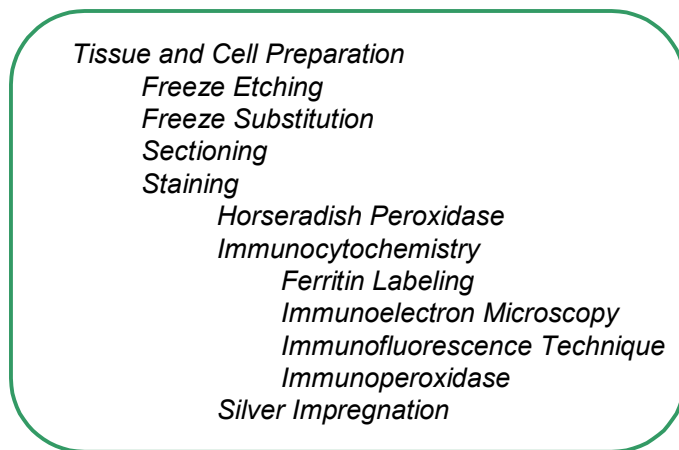 Tissue and Cell Preparation
Freeze Etching
Freeze Substitution
Sectioning
Staining
Horseradish Peroxidase
Immunocytochemistry
Ferritin Labeling
Immunoelectron Microscopy
Immunofluorescence Technique
Immunoperoxidase
Silver Impregnation